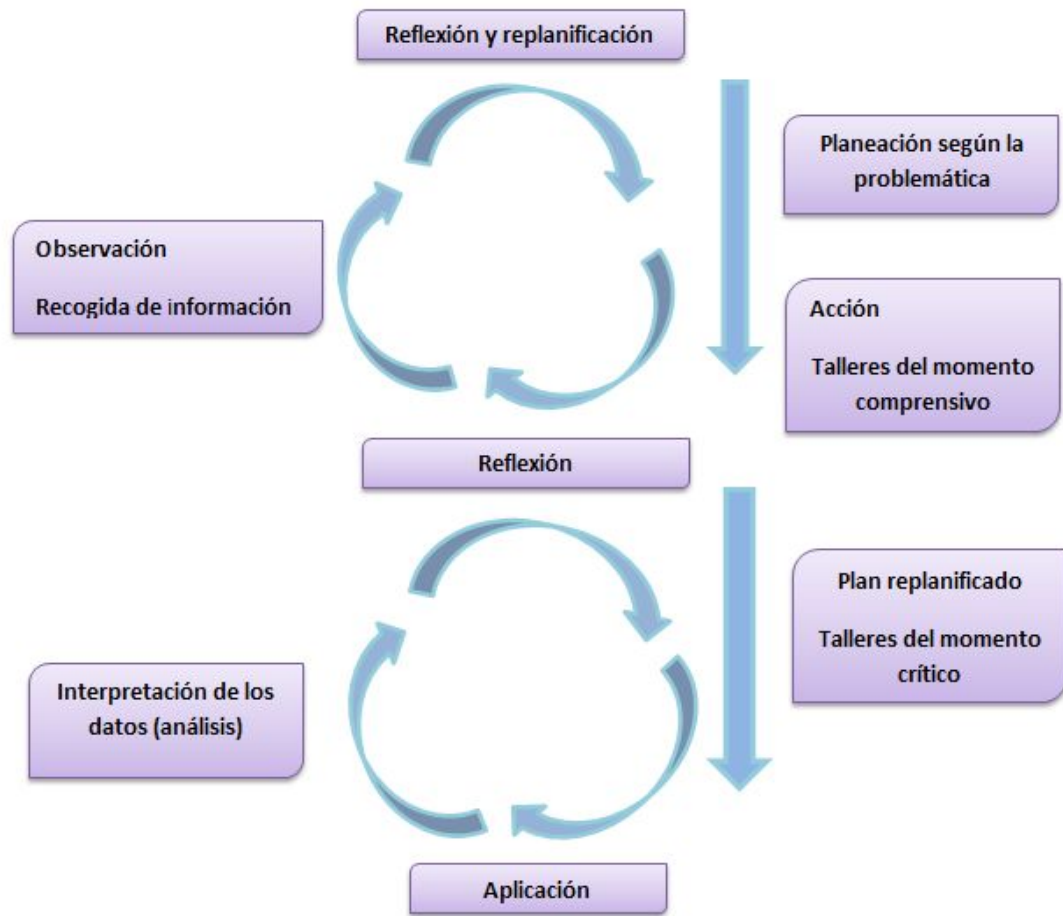 Reflexión y replanificación
Planeación según la
problemática
Observación
Recogida de información
Acción
Talleres del momento
comprensivo
Reflexión
Plan replanificado
Talleres del momento
crítico
Interpretación de los
datos (análisis)
Aplicación